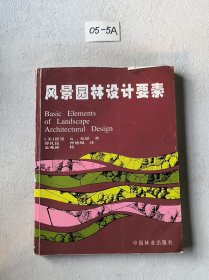 05-5A
风景园林设计要素
Basic Elements
of Landscape
Architectural Design
中国林业出版社